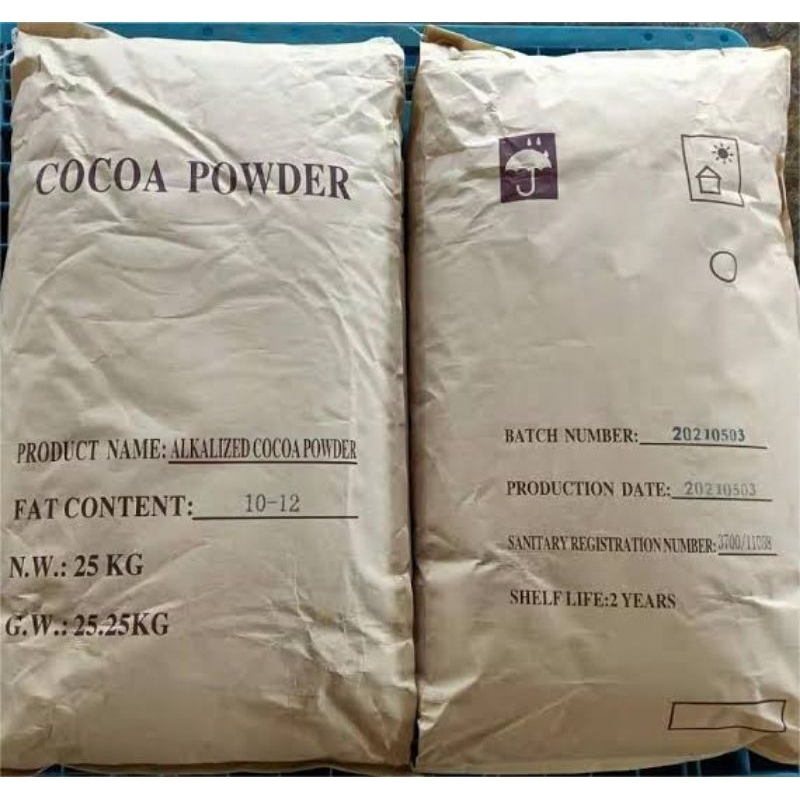 COCOA POWDER
PRODUCT NAME: ALKALIZED COCOA POWDER
FAT CONTENT: 10-12
N.W.: 25 KG
G.W.: 25.25KG
BATCH NUMBER: 20210503
PRODUCTION DATE: 20210503
SANITARY REGISTRATION NUMBER:
SHELF LIFE:2 YEARS